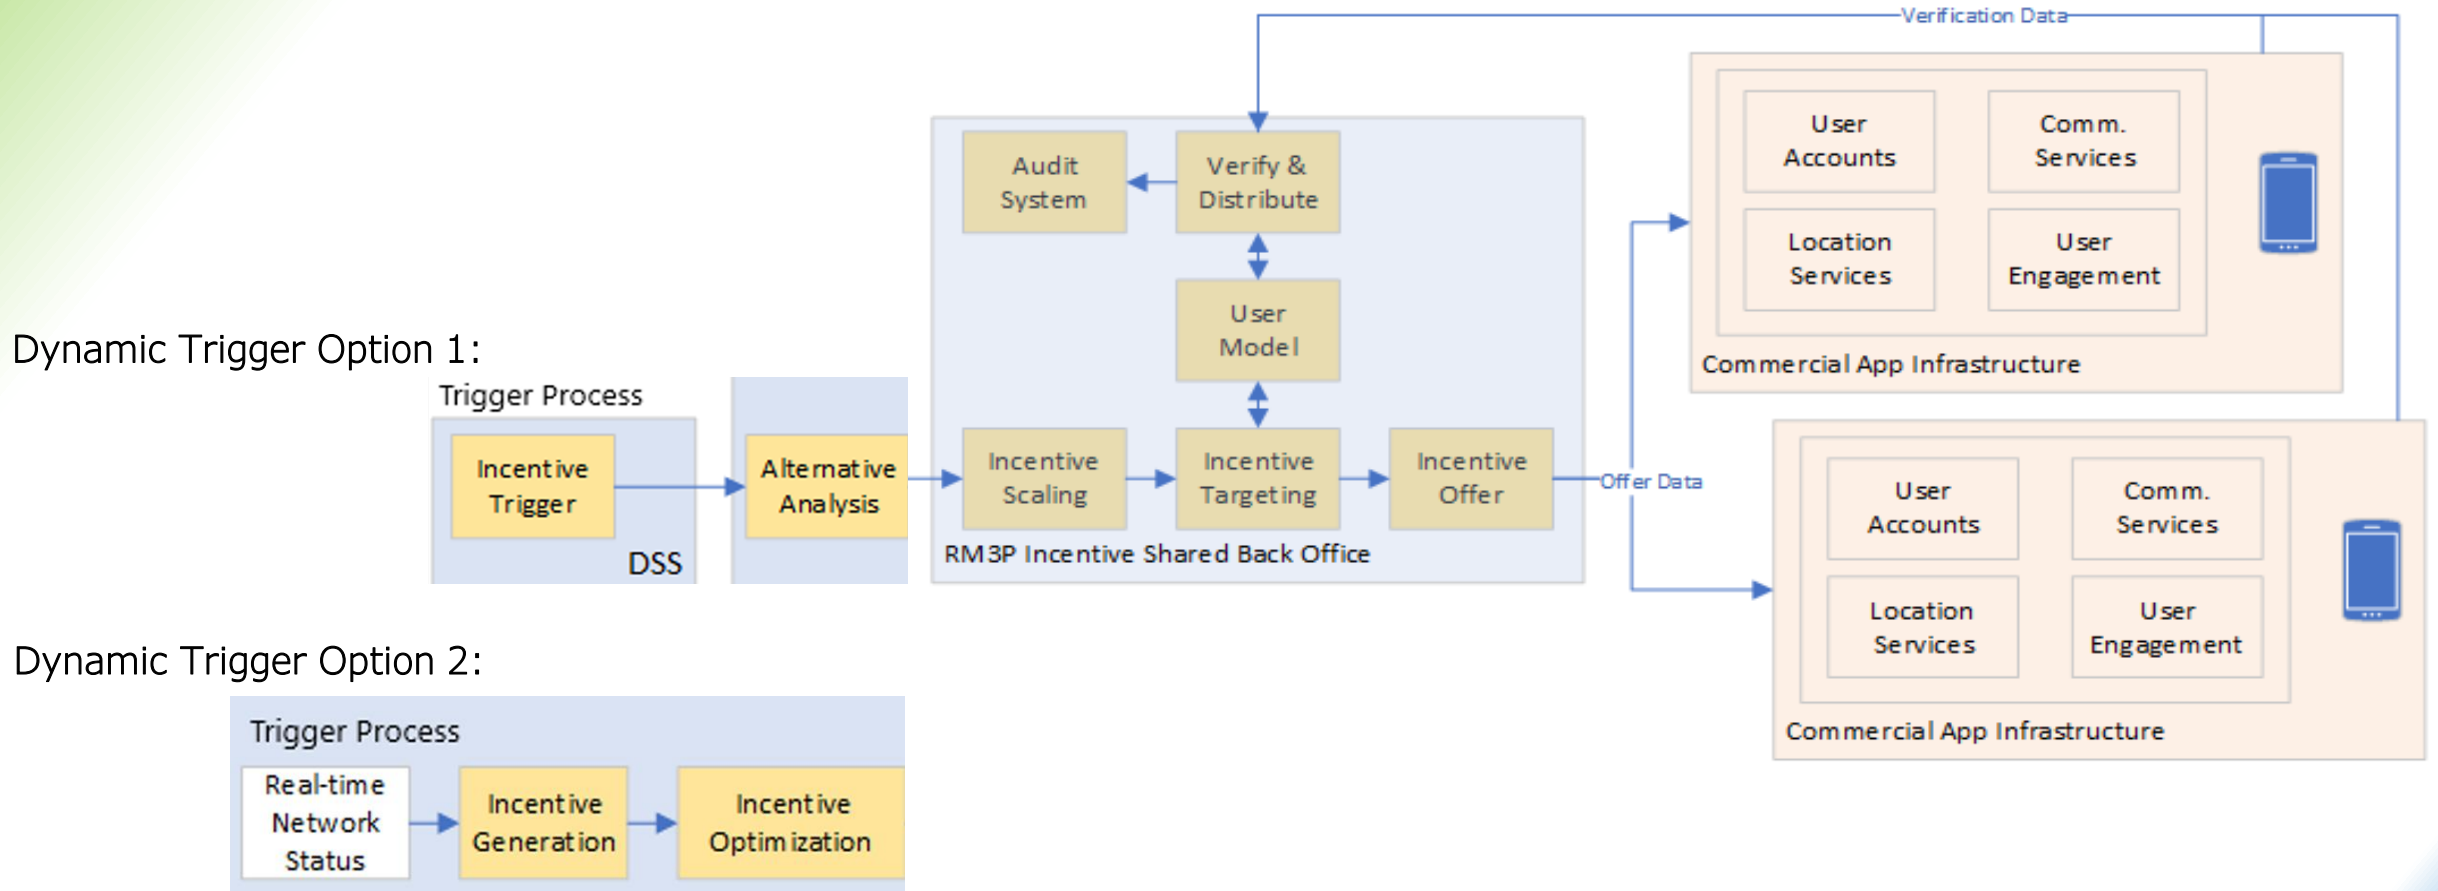 Verification Data
User
Accounts
Comm.
Services
Location
Services
User
Engagement
Commercial App Infrastructure
Audit
System
Verify &
Distribute
User
Model
Incentive
Scaling
Incentive
Targeting
Incentive
Offer
RM3P Incentive Shared Back Office
Offer Data
Dynamic Trigger Option 1:
Trigger Process
Incentive
Trigger
DSS
Alternative
Analysis
User
Accounts
Comm.
Services
Location
Services
User
Engagement
Commercial App Infrastructure
Dynamic Trigger Option 2:
Trigger Process
Real-time
Network
Status
Incentive
Generation
Incentive
Optimization